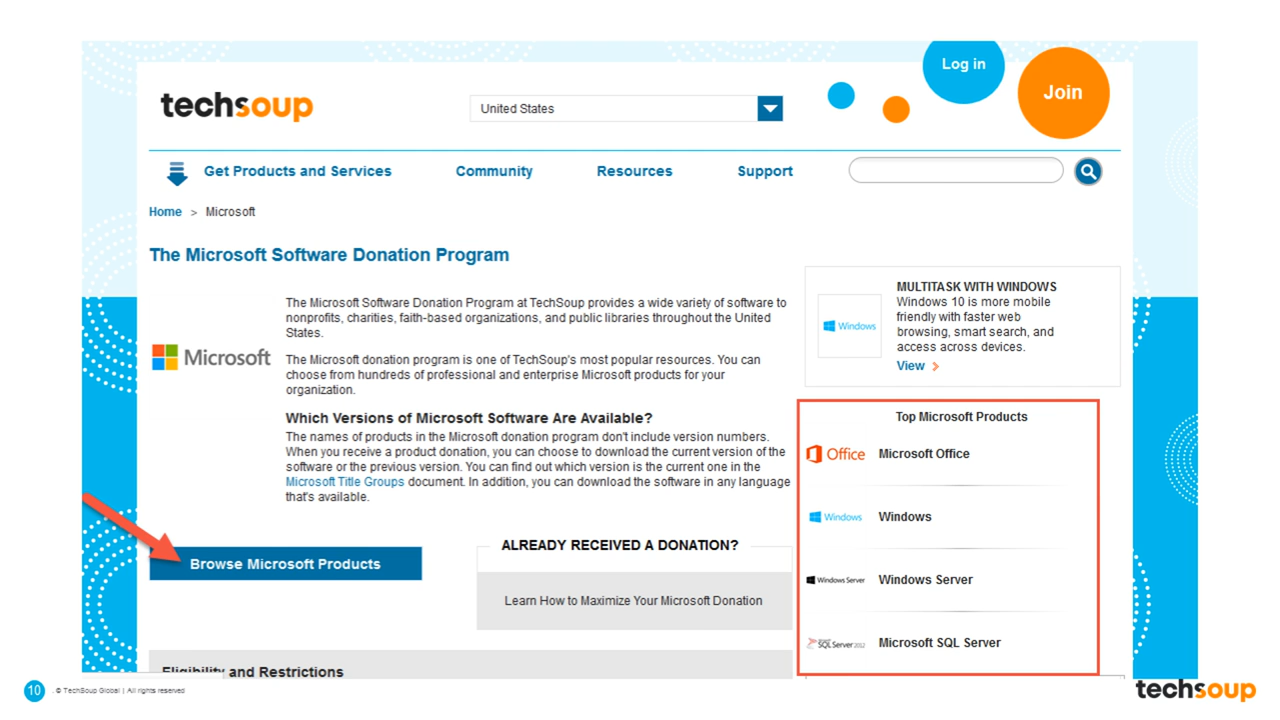 Log in
Join
techsoup
United States
Get Products and Services
Community
Resources
Support
Home > Microsoft
The Microsoft Software Donation Program
Microsoft
The Microsoft Software Donation Program at TechSoup provides a wide variety of software to
nonprofits, charities, faith-based organizations, and public libraries throughout the United
States.
The Microsoft donation program is one of TechSoup's most popular resources. You can
choose from hundreds of professional and enterprise Microsoft products for your
organization.
Which Versions of Microsoft Software Are Available?
The names of products in the Microsoft donation program don't include version numbers.
When you receive a product donation, you can choose to download the current version of the
software or the previous version. You can find out which version is the current one in the
Microsoft Title Groups document. In addition, you can download the software in any language
that's available.
Browse Microsoft Products
ALREADY RECEIVED A DONATION?
Learn How to Maximize Your Microsoft Donation
Eligibility and Restrictions
MULTITASK WITH WINDOWS
Windows
Windows 10 is more mobile
friendly with faster web
browsing, smart search, and
access across devices.
View >
Top Microsoft Products
Office Microsoft Office
Windows Windows
Windows Server Windows Server
SQL Server 2012 Microsoft SQL Server
10 . © TechSoup Global | All rights reserved
techsoup